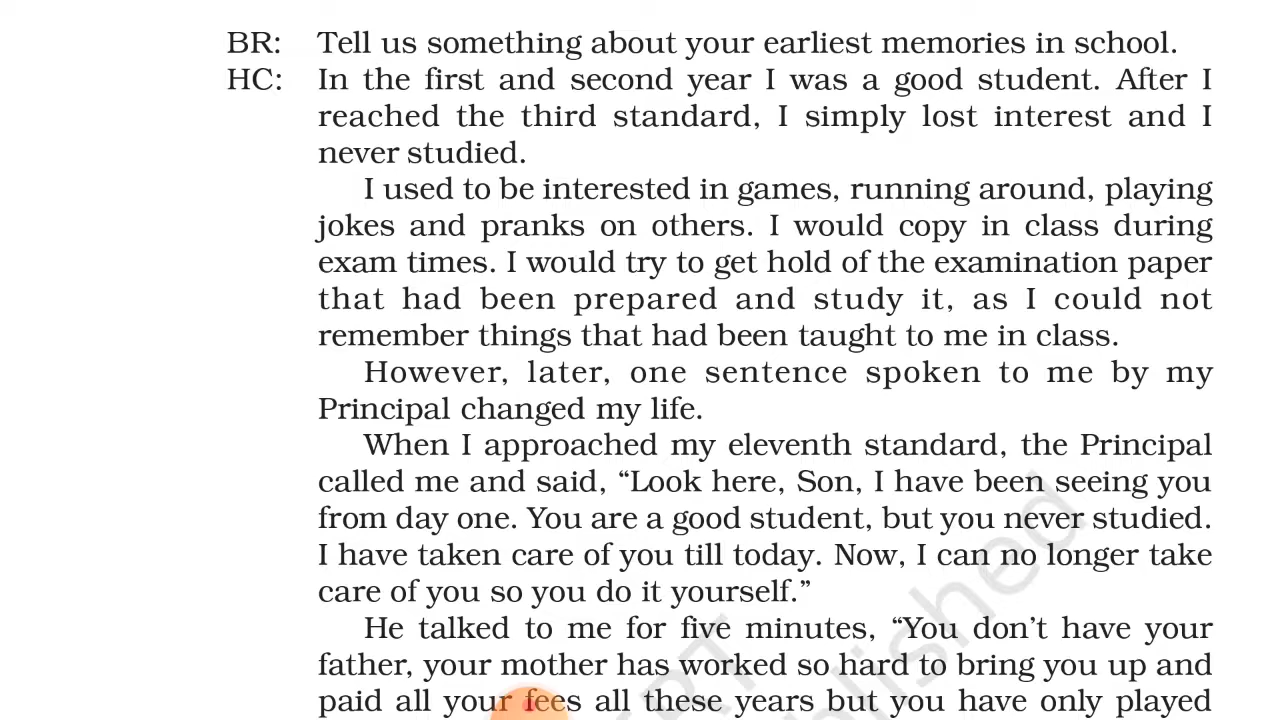 BR: Tell us something about your earliest memories in school.
HC: In the first and second year I was a good student. After I
reached the third standard, I simply lost interest and I
never studied.
I used to be interested in games, running around, playing
jokes and pranks on others. I would copy in class during
exam times. I would try to get hold of the examination paper
that had been prepared and study it, as I could not
remember things that had been taught to me in class.
However, later, one sentence spoken to me by my
Principal changed my life.
When I approached my eleventh standard, the Principal
called me and said, “Look here, Son, I have been seeing you
from day one. You are a good student, but you never studied.
I have taken care of you till today. Now, I can no longer take
care of you so you do it yourself.”
He talked to me for five minutes, “You don’t have your
father, your mother has worked so hard to bring you up and
paid all your fees all these years but you have only played